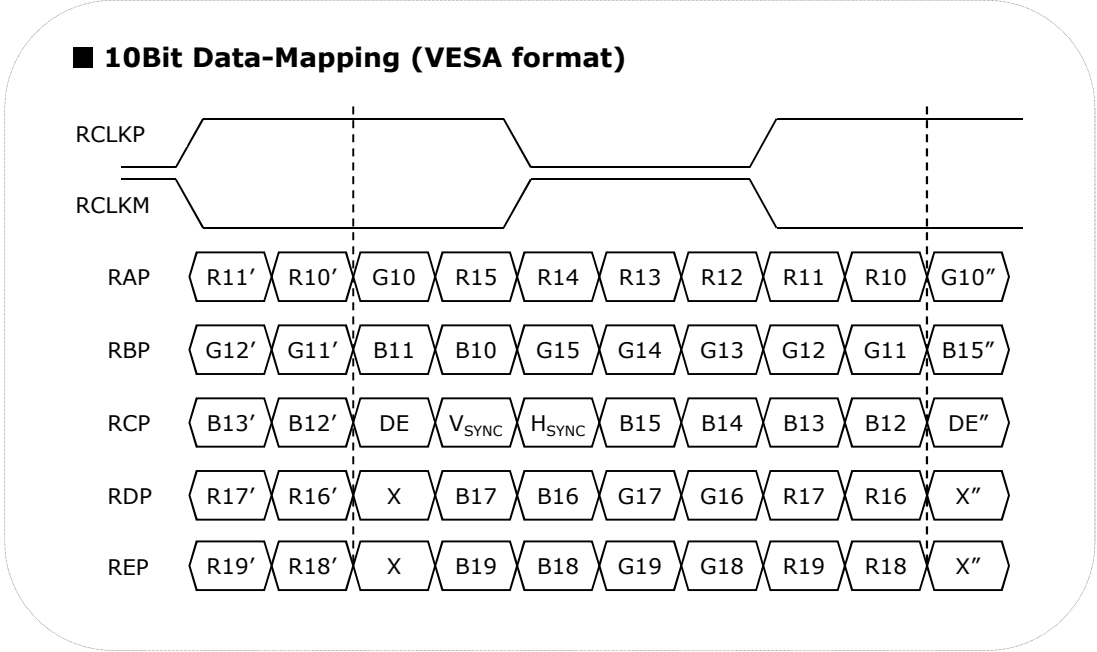 ■ 10Bit Data-Mapping (VESA format)
RCLKP
RCLKM
RAP R11′ R10′ G10 R15 R14 R13 R12 R11 R10 G10″
RBP G12′ G11′ B11 B10 G15 G14 G13 G12 G11 B15″
RCP B13′ B12′ DE VSYNC HSYNC B15 B14 B13 B12 DE″
RDP R17′ R16′ X B17 B16 G17 G16 R17 R16 X″
REP R19′ R18′ X B19 B18 G19 G18 R19 R18 X″